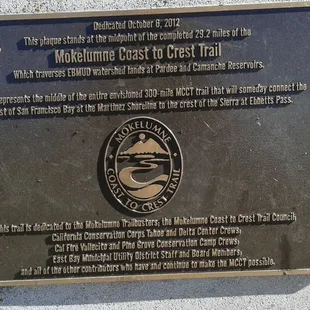 Dedicated October 6, 2012
This plaque stands at the midpoint of the completed 29.2 miles of the
Mokelumne Coast to Crest Trail
Which traverses EBMUD watershed lands at Pardee and Camanche Reservoirs.
epresents the middle of the entire envisioned 300-mile MCCT trail that will someday connect the
st of San Francisco Bay at the Martinez Shoreline to the crest of the Sierra at Ebbetts Pass.
MOKELUMNE
COAST TO CREST TRAIL
his trail is dedicated to the Mokelumne Trailbusters, the Mokelumne Coast to Crest Trail Council,
California Conservation Corps Tahoe and Delta Center Crews,
Cal Fire Vallecito and Pine Grove Conservation Camp Crews,
East Bay Municipal Utility District Staff and Board Members,
and all of the other contributors who have and continue to make the MCCT possible.